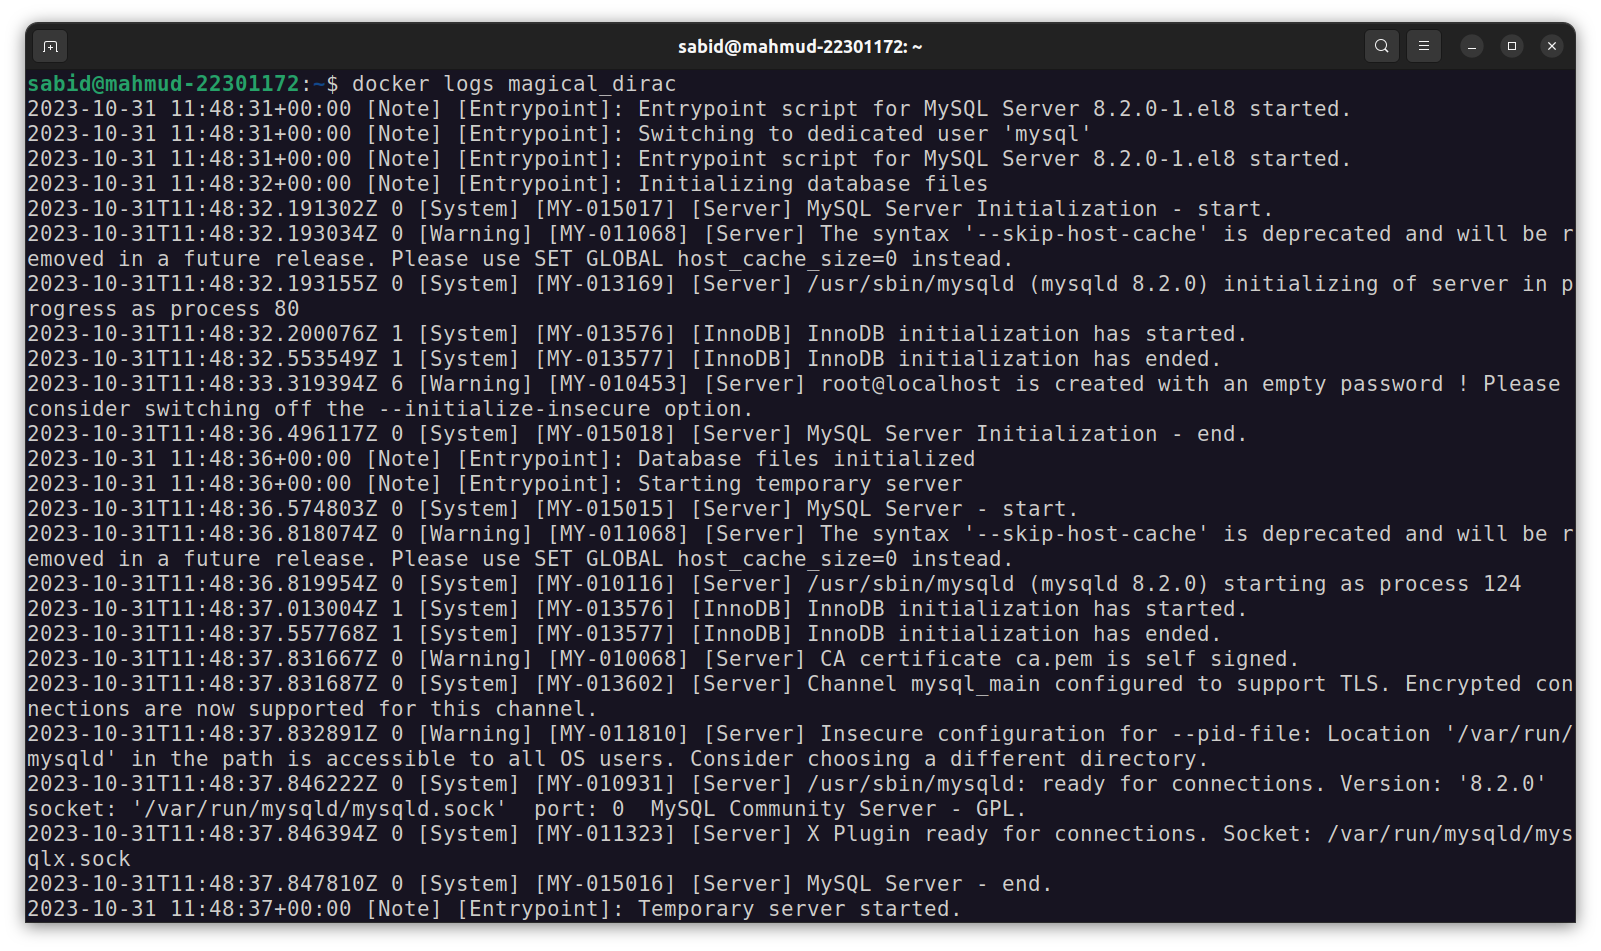 sabid@mahmud-22301172: ~
sabid@mahmud-22301172:~$ docker logs magical_dirac
2023-10-31 11:48:31+00:00 [Note] [Entrypoint]: Entrypoint script for MySQL Server 8.2.0-1.el8 started.
2023-10-31 11:48:31+00:00 [Note] [Entrypoint]: Switching to dedicated user 'mysql'
2023-10-31 11:48:31+00:00 [Note] [Entrypoint]: Entrypoint script for MySQL Server 8.2.0-1.el8 started.
2023-10-31 11:48:32+00:00 [Note] [Entrypoint]: Initializing database files
2023-10-31T11:48:32.191302Z 0 [System] [MY-015017] [Server] MySQL Server Initialization - start.
2023-10-31T11:48:32.193034Z 0 [Warning] [MY-011068] [Server] The syntax '--skip-host-cache' is deprecated and will be r
emoved in a future release. Please use SET GLOBAL host_cache_size=0 instead.
2023-10-31T11:48:32.193155Z 0 [System] [MY-013169] [Server] /usr/sbin/mysqld (mysqld 8.2.0) initializing of server in p
rogress as process 80
2023-10-31T11:48:32.200076Z 1 [System] [MY-013576] [InnoDB] InnoDB initialization has started.
2023-10-31T11:48:32.553549Z 1 [System] [MY-013577] [InnoDB] InnoDB initialization has ended.
2023-10-31T11:48:33.319394Z 6 [Warning] [MY-010453] [Server] root@localhost is created with an empty password ! Please
consider switching off the --initialize-insecure option.
2023-10-31T11:48:36.496117Z 0 [System] [MY-015018] [Server] MySQL Server Initialization - end.
2023-10-31 11:48:36+00:00 [Note] [Entrypoint]: Database files initialized
2023-10-31 11:48:36+00:00 [Note] [Entrypoint]: Starting temporary server
2023-10-31T11:48:36.574803Z 0 [System] [MY-015015] [Server] MySQL Server - start.
2023-10-31T11:48:36.818074Z 0 [Warning] [MY-011068] [Server] The syntax '--skip-host-cache' is deprecated and will be r
emoved in a future release. Please use SET GLOBAL host_cache_size=0 instead.
2023-10-31T11:48:36.819954Z 0 [System] [MY-010116] [Server] /usr/sbin/mysqld (mysqld 8.2.0) starting as process 124
2023-10-31T11:48:37.013004Z 1 [System] [MY-013576] [InnoDB] InnoDB initialization has started.
2023-10-31T11:48:37.557768Z 1 [System] [MY-013577] [InnoDB] InnoDB initialization has ended.
2023-10-31T11:48:37.831667Z 0 [Warning] [MY-010068] [Server] CA certificate ca.pem is self signed.
2023-10-31T11:48:37.831687Z 0 [System] [MY-013602] [Server] Channel mysql_main configured to support TLS. Encrypted con
nections are now supported for this channel.
2023-10-31T11:48:37.832891Z 0 [Warning] [MY-011810] [Server] Insecure configuration for --pid-file: Location '/var/run/
mysqld' in the path is accessible to all OS users. Consider choosing a different directory.
2023-10-31T11:48:37.846222Z 0 [System] [MY-010931] [Server] /usr/sbin/mysqld: ready for connections. Version: '8.2.0'
socket: '/var/run/mysqld/mysqld.sock'  port: 0  MySQL Community Server - GPL.
2023-10-31T11:48:37.846394Z 0 [System] [MY-011323] [Server] X Plugin ready for connections. Socket: /var/run/mysqld/mys
qlx.sock
2023-10-31T11:48:37.847810Z 0 [System] [MY-015016] [Server] MySQL Server - end.
2023-10-31 11:48:37+00:00 [Note] [Entrypoint]: Temporary server started.